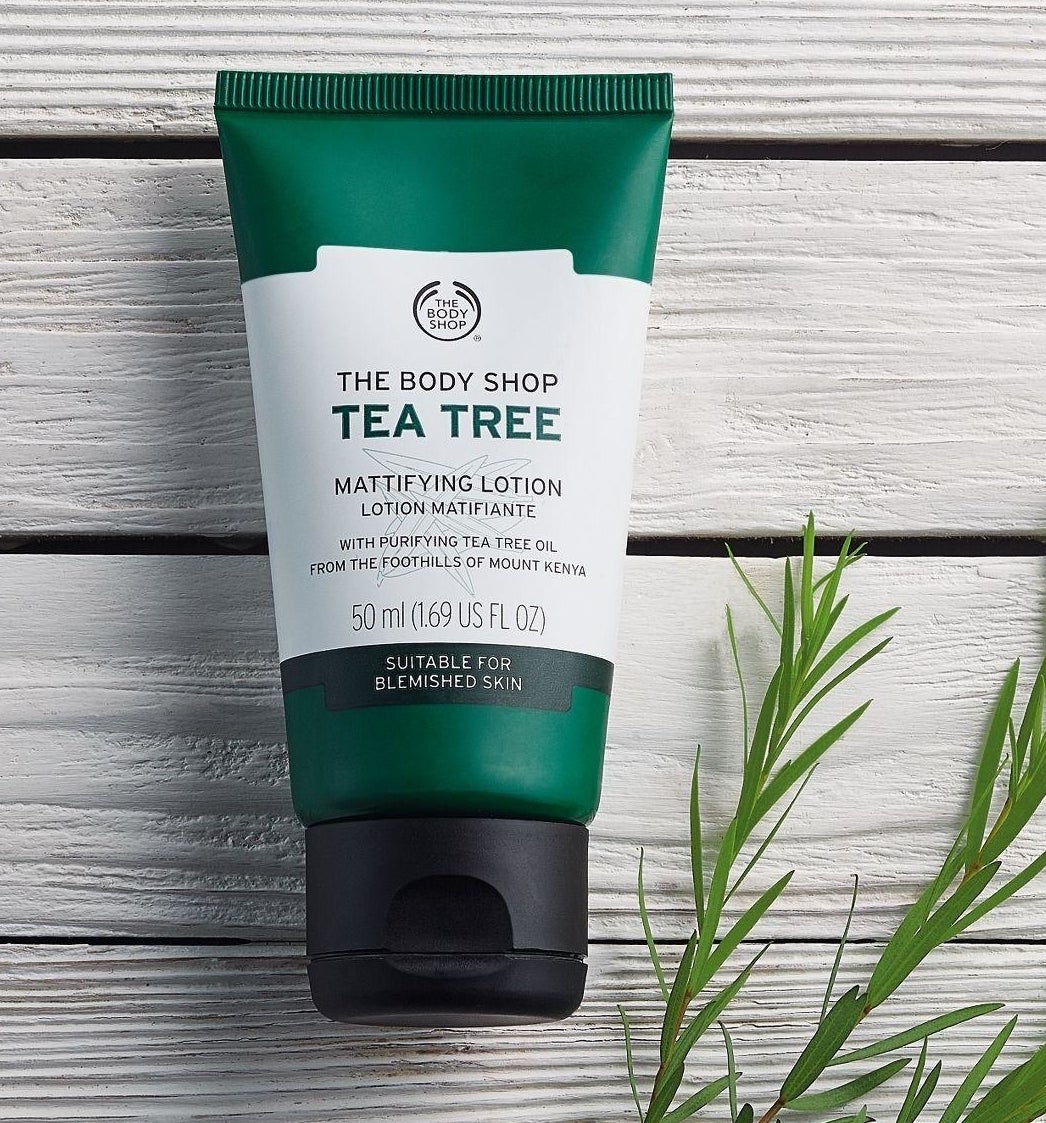 THE
BODY
SHOP
®
THE BODY SHOP
TEA TREE
MATTIFYING LOTION
LOTION MATIFIANTE
WITH PURIFYING TEA TREE OIL
FROM THE FOOTHILLS OF MOUNT KENYA
50 ml (1.69 US FL OZ)
SUITABLE FOR
BLEMISHED SKIN